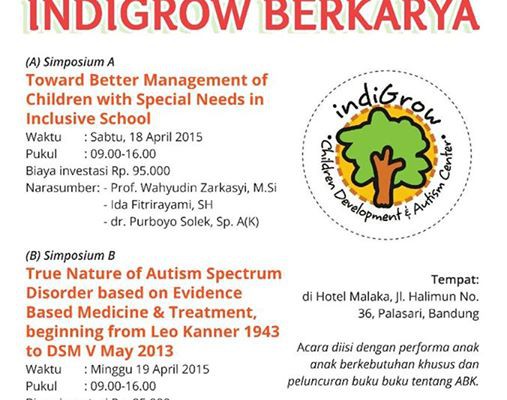 INDIGROW BERKARYA
(A) Simposium A
Toward Better Management of
Children with Special Needs in
Inclusive School
Waktu : Sabtu, 18 April 2015
Pukul : 09.00-16.00
Biaya investasi Rp. 95.000
Narasumber: - Prof. Wahyudin Zarkasyi, M.Si
- Ida Fitrirayami, SH
- dr. Purboyo Solek, Sp. A(K)
(B) Simposium B
True Nature of Autism Spectrum
Disorder based on Evidence
Based Medicine & Treatment,
beginning from Leo Kanner 1943
to DSM V May 2013
Waktu : Minggu 19 April 2015
Pukul : 09.00-16.00
indiGrow
Children Development & Autism Center
Tempat:
di Hotel Malaka, Jl. Halimun No.
36, Palasari, Bandung
Acara diisi dengan performa anak
anak berkebutuhan khusus dan
peluncuran buku buku tentang ABK.